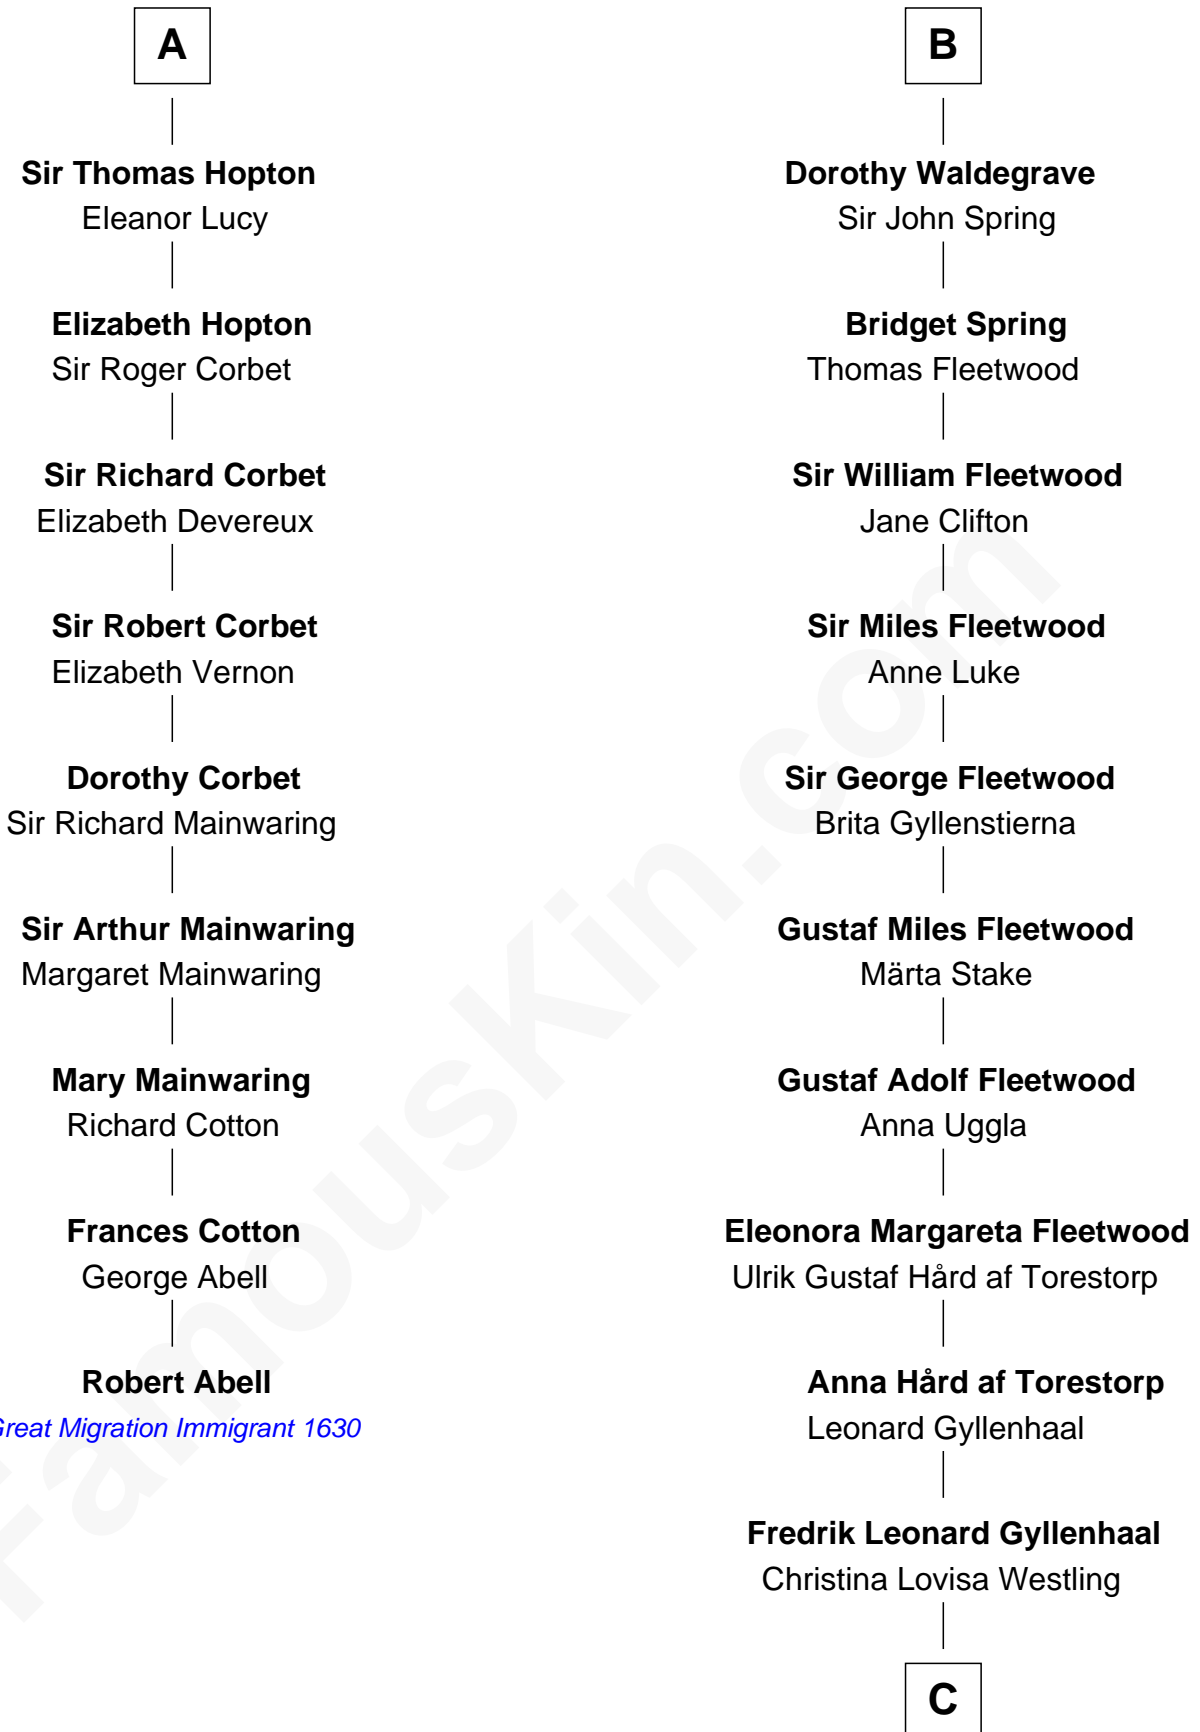 A
Sir Thomas Hopton
Eleanor Lucy
Elizabeth Hopton
Sir Roger Corbet
Sir Richard Corbet
Elizabeth Devereux
Sir Robert Corbet
Elizabeth Vernon
Dorothy Corbet
Sir Richard Mainwaring
Sir Arthur Mainwaring
Margaret Mainwaring
Mary Mainwaring
Richard Cotton
Frances Cotton
George Abell
Robert Abell
Great Migration Immigrant 1630
B
Dorothy Waldegrave
Sir John Spring
Bridget Spring
Thomas Fleetwood
Sir William Fleetwood
Jane Clifton
Sir Miles Fleetwood
Anne Luke
Sir George Fleetwood
Brita Gyllenstierna
Gustaf Miles Fleetwood
Märta Stake
Gustaf Adolf Fleetwood
Anna Uggla
Eleonora Margareta Fleetwood
Ulrik Gustaf Hård af Torestorp
Anna Hård af Torestorp
Leonard Gyllenhaal
Fredrik Leonard Gyllenhaal
Christina Lovisa Westling
C
FamousKin.com